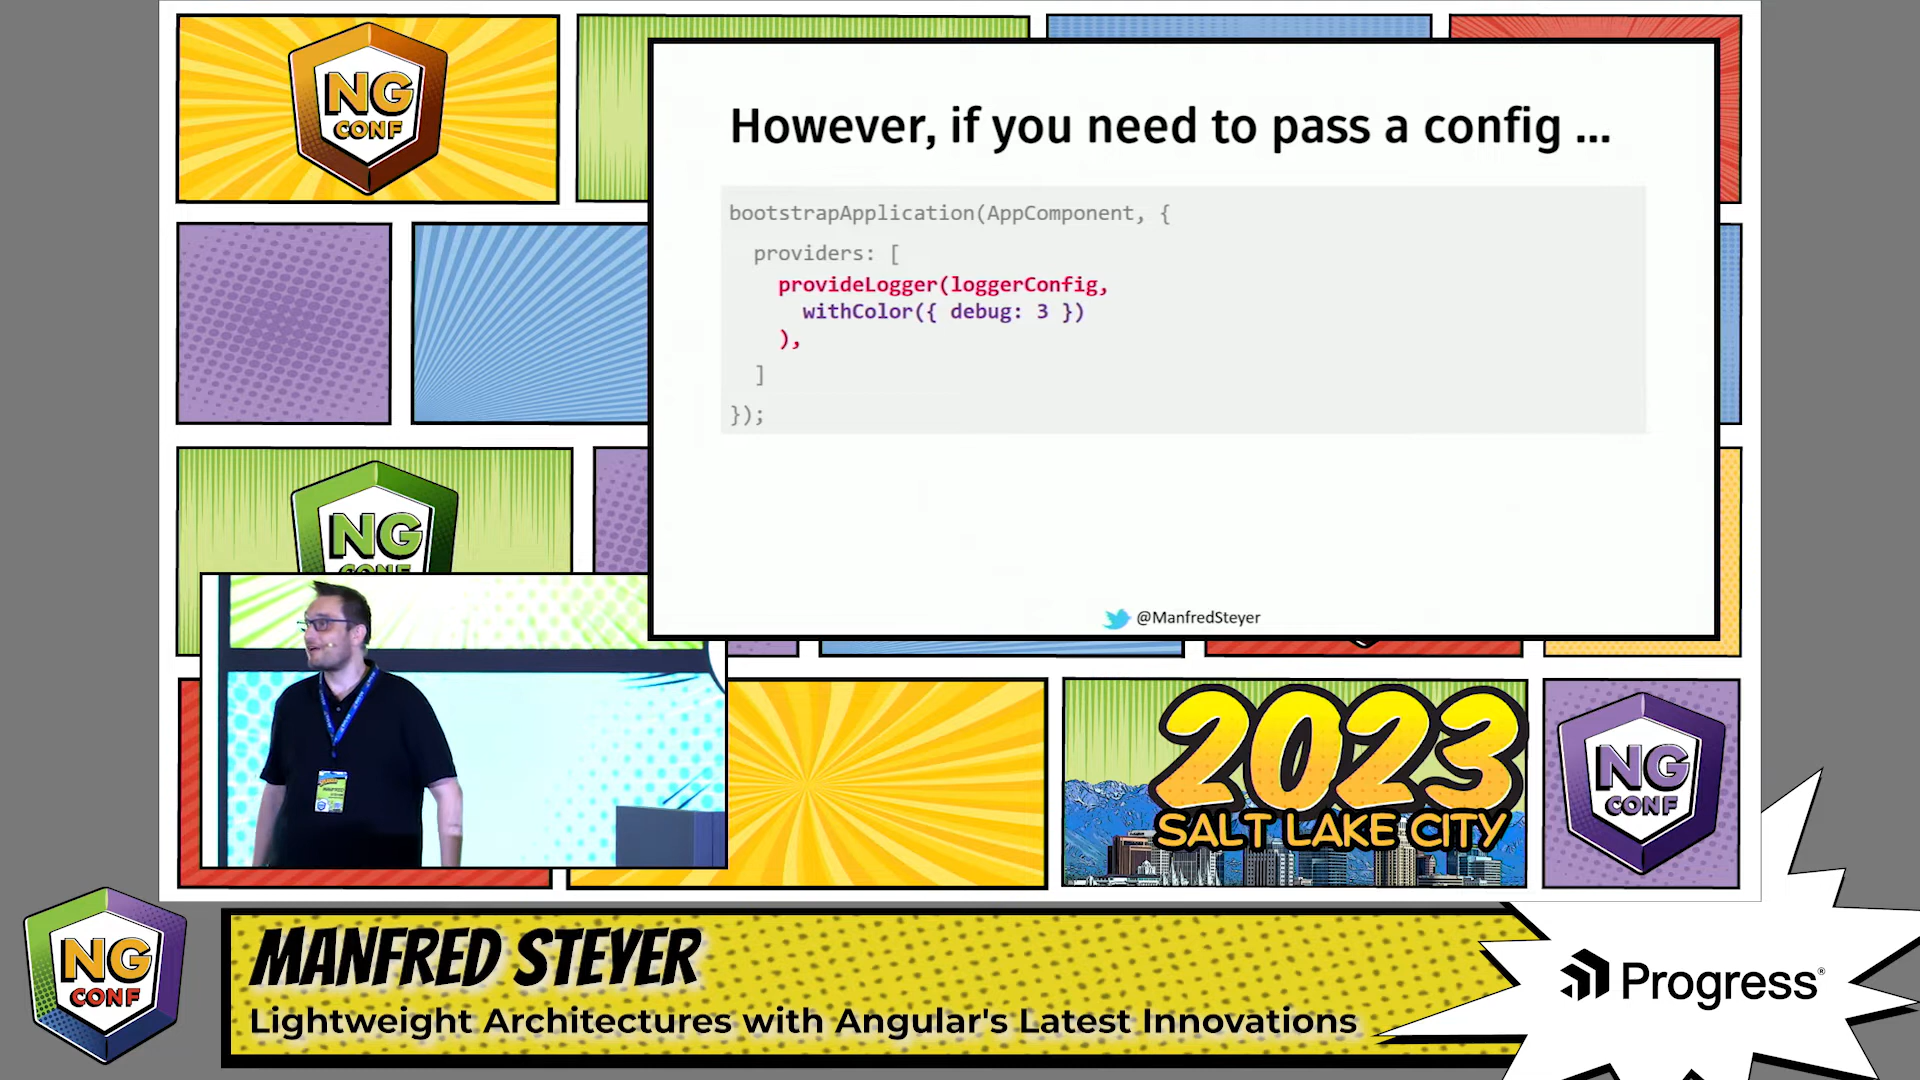 NG
CONF
However, if you need to pass a config ...
bootstrapApplication(AppComponent, {
providers: [
provideLogger(loggerConfig,
withColor({ debug: 3 })
),
]
});
@ManfredSteyer
NG
CONF
2023
SALT LAKE CITY
NG
CONF
NG
CONF
MANFRED STEYER
Lightweight Architectures with Angular's Latest Innovations
Progress®